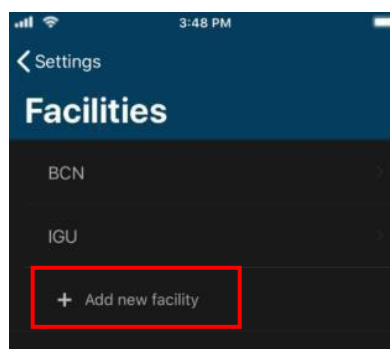 3:48 PM
Settings
Facilities
BCN
IGU
+ Add new facility